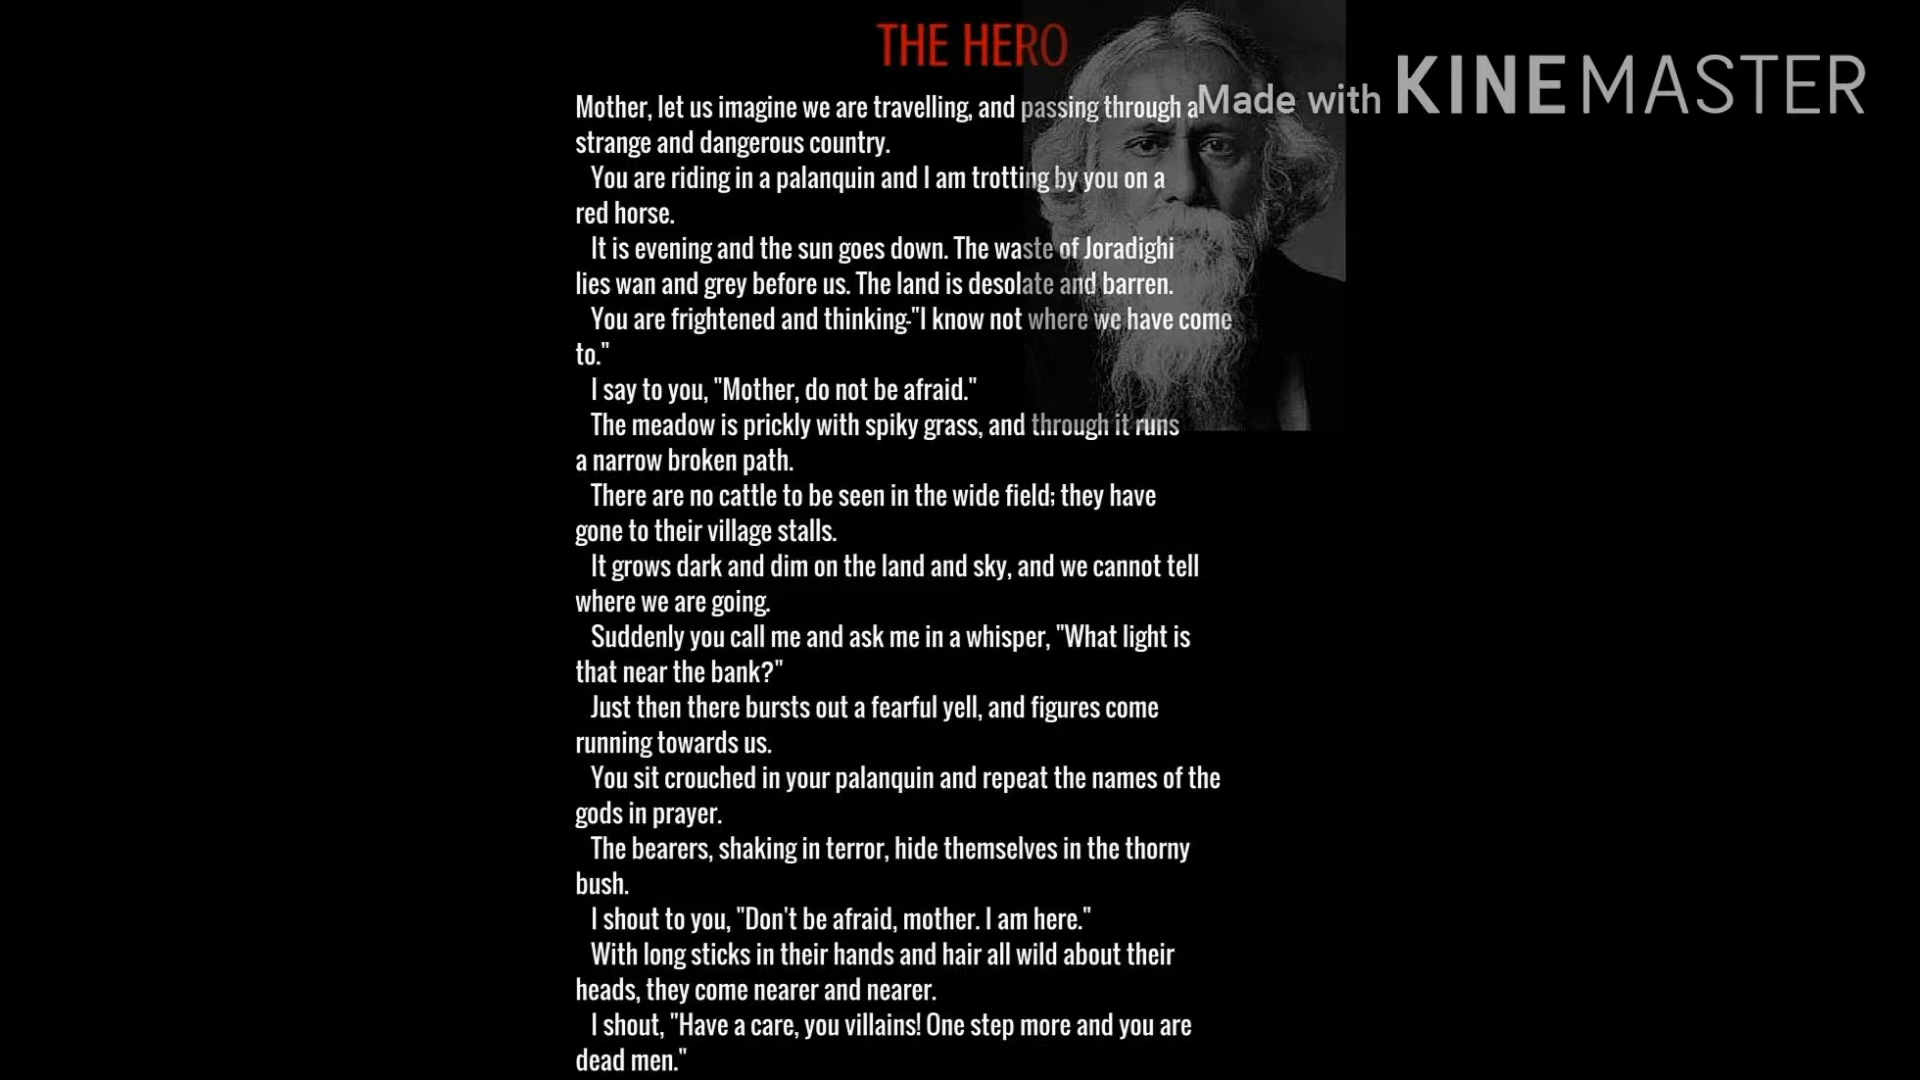 THE HERO
Made with KINEMASTER
Mother, let us imagine we are travelling, and passing through a
strange and dangerous country.
You are riding in a palanquin and I am trotting by you on a
red horse.
It is evening and the sun goes down. The waste of Joradighi
lies wan and grey before us. The land is desolate and barren.
You are frightened and thinking-"I know not where we have come
to."
I say to you, "Mother, do not be afraid."
The meadow is prickly with spiky grass, and through it runs
a narrow broken path.
There are no cattle to be seen in the wide field; they have
gone to their village stalls.
It grows dark and dim on the land and sky, and we cannot tell
where we are going.
Suddenly you call me and ask me in a whisper, "What light is
that near the bank?"
Just then there bursts out a fearful yell, and figures come
running towards us.
You sit crouched in your palanquin and repeat the names of the
gods in prayer.
The bearers, shaking in terror, hide themselves in the thorny
bush.
I shout to you, "Don't be afraid, mother. I am here."
With long sticks in their hands and hair all wild about their
heads, they come nearer and nearer.
I shout, "Have a care, you villains! One step more and you are
dead men."